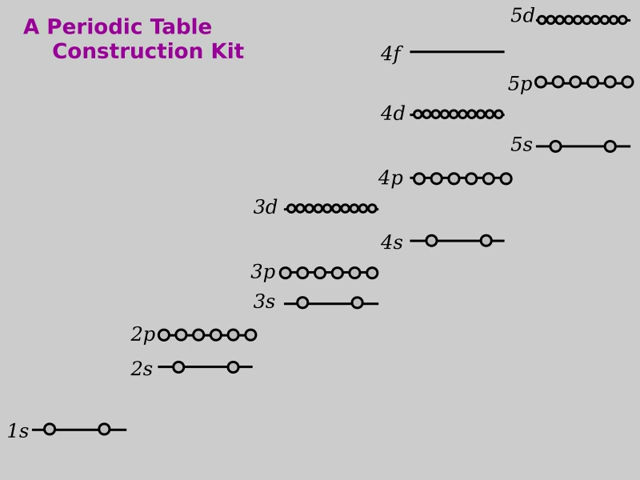 A Periodic Table
Construction Kit
5d
4f
5p
4d
5s
4p
3d
4s
3p
3s
2p
2s
1s